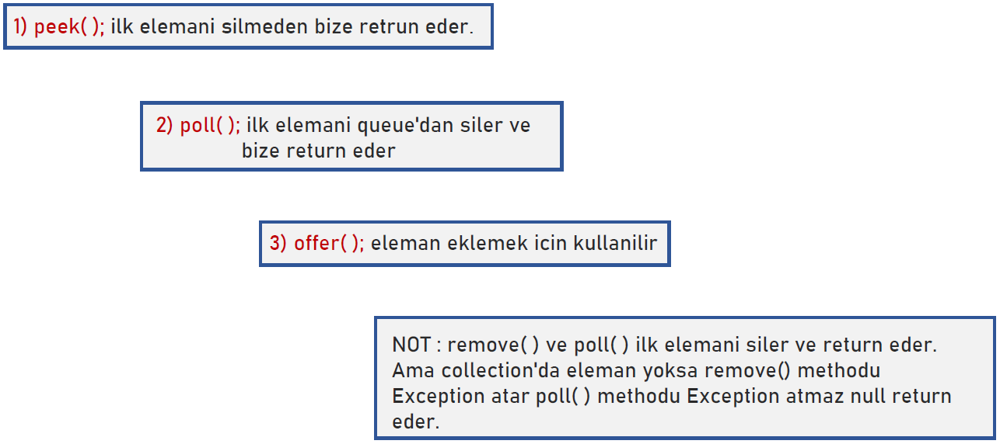 1) peek( ); ilk elemani silmeden bize retrun eder.
2) poll( ); ilk elemani queue'dan siler ve
bize return eder
3) offer( ); eleman eklemek icin kullanilir
NOT : remove( ) ve poll( ) ilk elemani siler ve return eder.
Ama collection'da eleman yoksa remove() methodu
Exception atar poll( ) methodu Exception atmaz null return
eder.